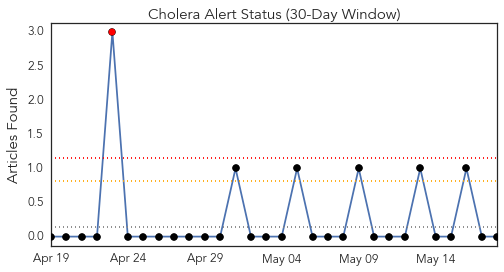 Cholera Alert Status (30-Day Window)
Articles Found
3.0
2.5
2.0
1.5
1.0
0.5
0.0
Apr 19 Apr 24 Apr 29 May 04 May 09 May 14